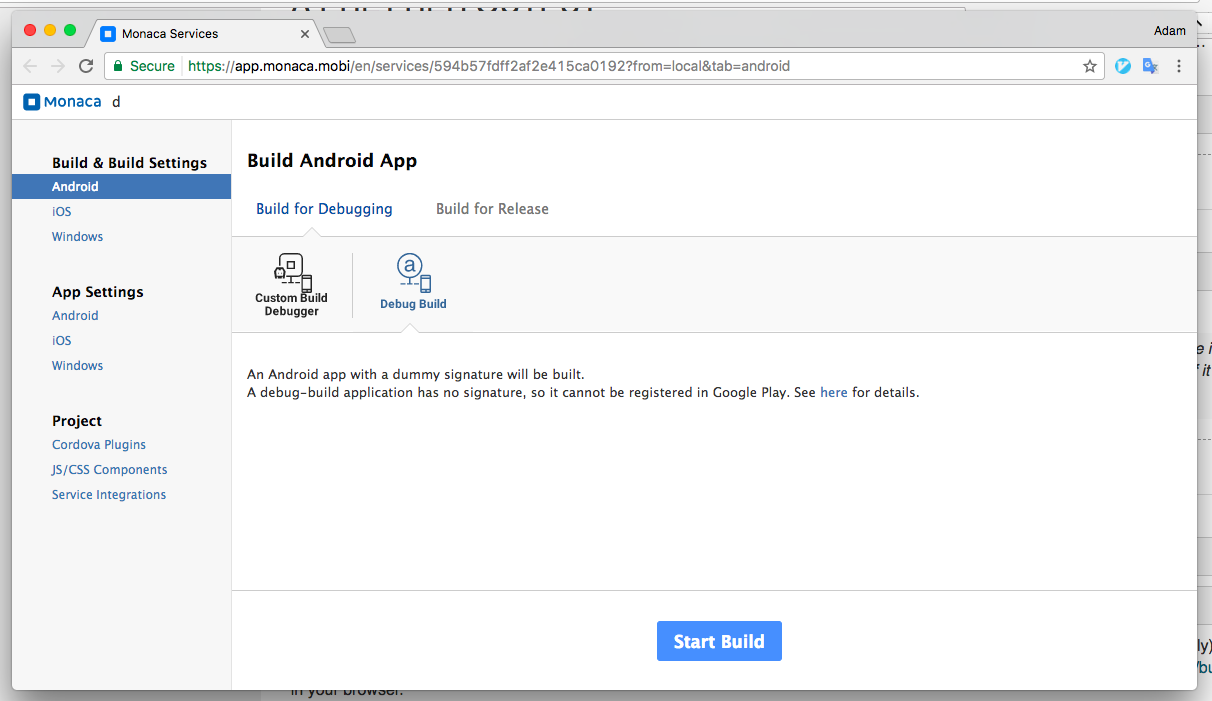 Monaca Services
Adam
Secure https://app.monaca.mobi/en/services/594b57fdff2af2e415ca0192?from=local&tab=android
Monaca d
Build & Build Settings
Android
iOS
Windows
App Settings
Android
iOS
Windows
Project
Cordova Plugins
JS/CSS Components
Service Integrations
Build Android App
Build for Debugging Build for Release
Custom Build
Debugger
a
Debug Build
An Android app with a dummy signature will be built.
A debug-build application has no signature, so it cannot be registered in Google Play. See here for details.
Start Build
in your browser.